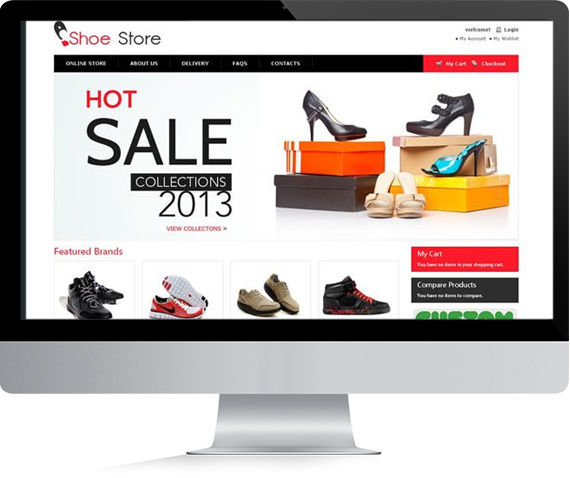 Shoe Store
welcome! Login
My Account My Wishlist
ONLINE STORE ABOUT US DELIVERY FAQS CONTACTS My Cart Checkout
HOT
SALE
COLLECTIONS
2013
VIEW COLLECTONS »
Featured Brands
My Cart
You have no items in your shopping cart.
Compare Products
You have no items to compare.
CUSTOM